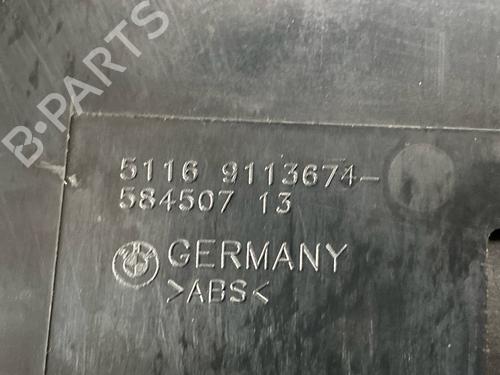 B-PARTS
5116 9113674-
584507 13
GERMANY
>ABS<